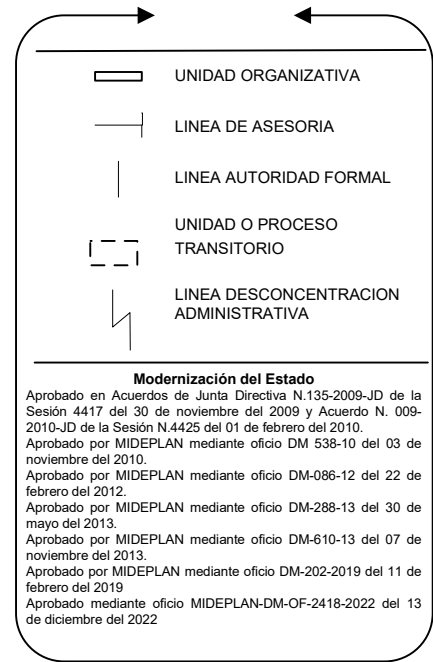 UNIDAD ORGANIZATIVA
LINEA DE ASESORIA
LINEA AUTORIDAD FORMAL
UNIDAD O PROCESO
TRANSITORIO
LINEA DESCONCENTRACION
ADMINISTRATIVA
Modernización del Estado
Aprobado en Acuerdos de Junta Directiva N.135-2009-JD de la
Sesión 4417 del 30 de noviembre del 2009 y Acuerdo N. 009-
2010-JD de la Sesión N.4425 del 01 de febrero del 2010.
Aprobado por MIDEPLAN mediante oficio DM 538-10 del 03 de
noviembre del 2010.
Aprobado por MIDEPLAN mediante oficio DM-086-12 del 22 de
febrero del 2012.
Aprobado por MIDEPLAN mediante oficio DM-288-13 del 30 de
mayo del 2013.
Aprobado por MIDEPLAN mediante oficio DM-610-13 del 07 de
noviembre del 2013.
Aprobado por MIDEPLAN mediante oficio DM-202-2019 del 11 de
febrero del 2019
Aprobado mediante oficio MIDEPLAN-DM-OF-2418-2022 del 13
de diciembre del 2022